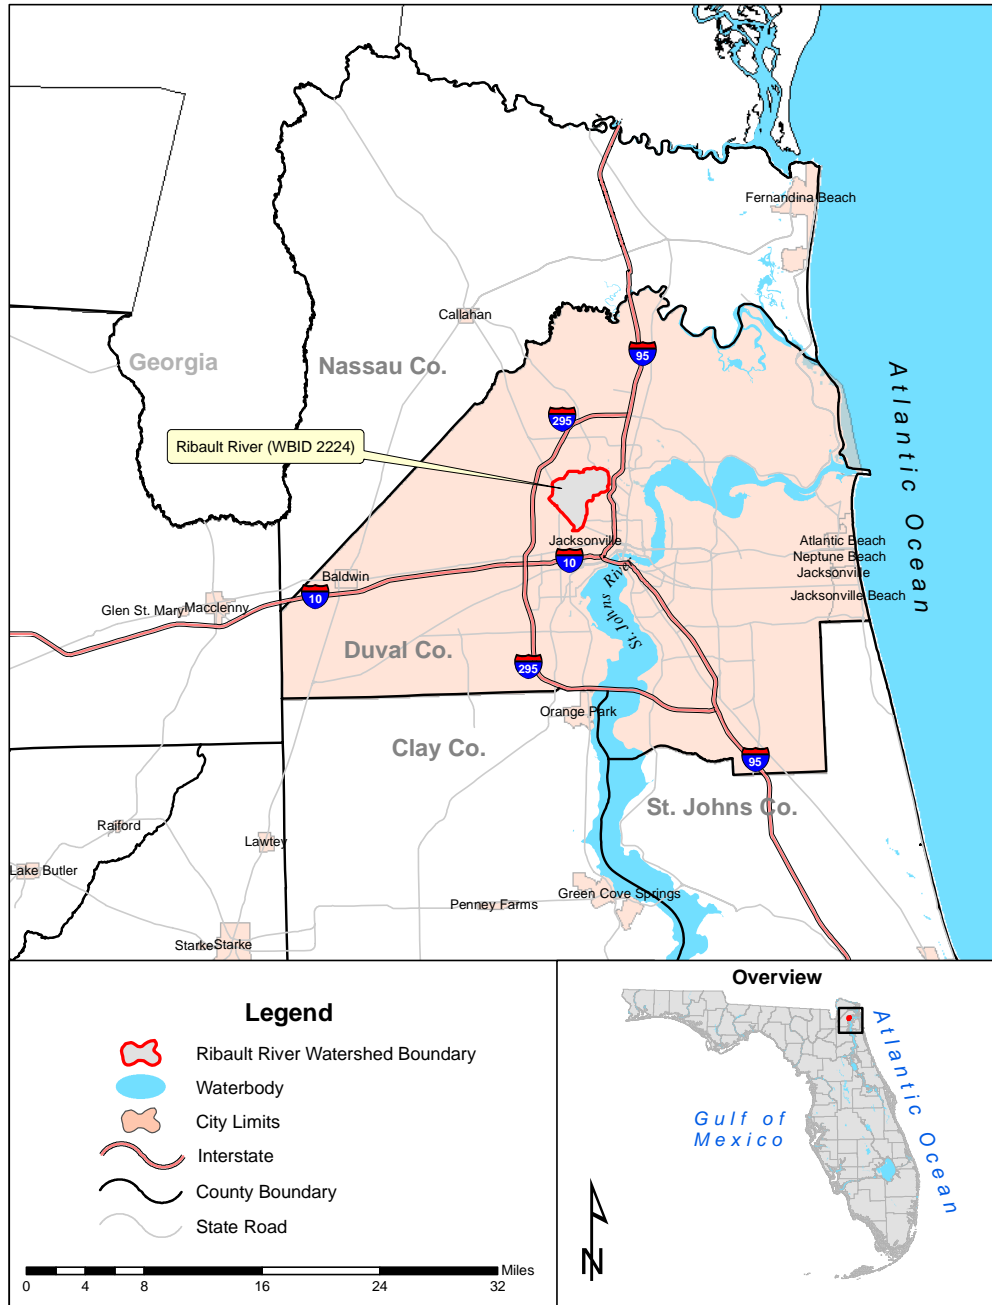 Fernandina Beach
Callahan
Georgia
Nassau Co.
95
Atlantic Ocean
295
Ribault River (WBID 2224)
Jacksonville
Atlantic Beach
Neptune Beach
Jacksonville
Jacksonville Beach
10
Baldwin
10
Glen St. Mary
Macclenny
St. Johns River
Duval Co.
295
Orange Park
Clay Co.
95
St. Johns Co.
Raiford
Lawtey
Lake Butler
Green Cove Springs
Penney Farms
Starke
Starke
Legend
Ribault River Watershed Boundary
Waterbody
City Limits
Interstate
County Boundary
State Road
Miles
0 4 8 16 24 32
Overview
Gulf of
Mexico
Atlantic Ocean
N